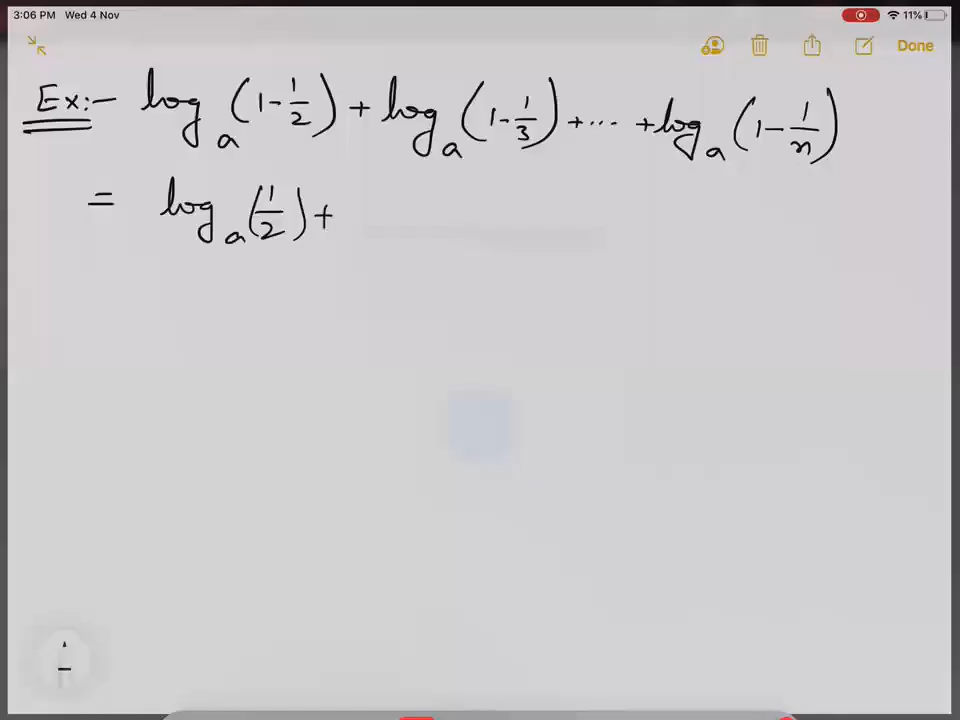 3:06 PM Wed 4 Nov 11%
Done
Ex:- log_a (1 - 1/2) + log_a (1 - 1/3) + ... + log_a (1 - 1/n)
= log_a (1/2) +